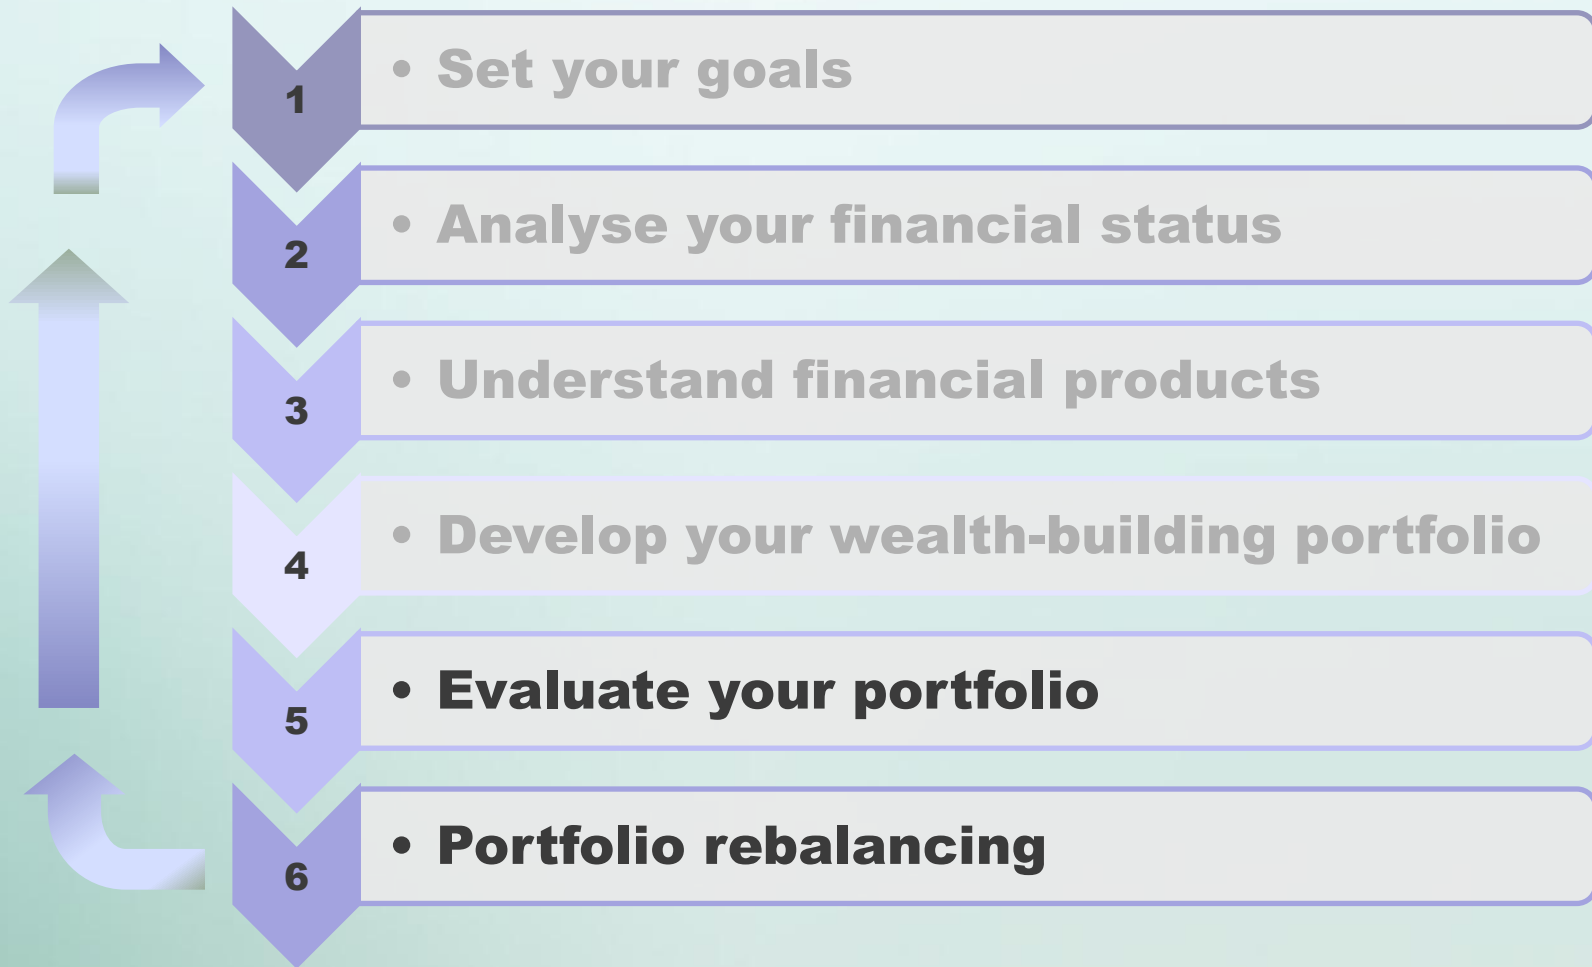 1
• Set your goals
2
• Analyse your financial status
3
• Understand financial products
4
• Develop your wealth-building portfolio
5
• Evaluate your portfolio
6
• Portfolio rebalancing